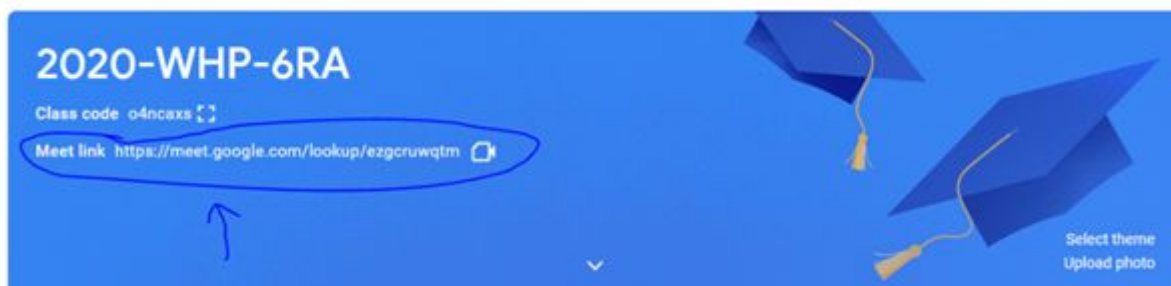 2020-WHP-6RA
Class code o4ncaxs
Meet link https://meet.google.com/lookup/ezgcruwqtm
Select theme
Upload photo